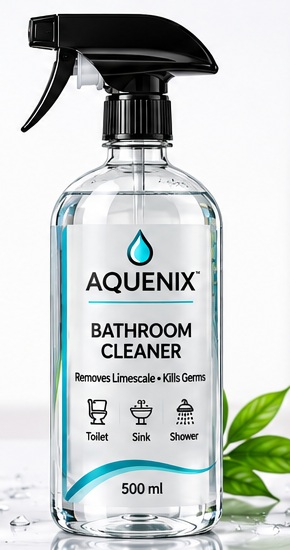 AQUENIX™
BATHROOM
CLEANER
Removes Limescale • Kills Germs
Toilet Sink Shower
500 ml